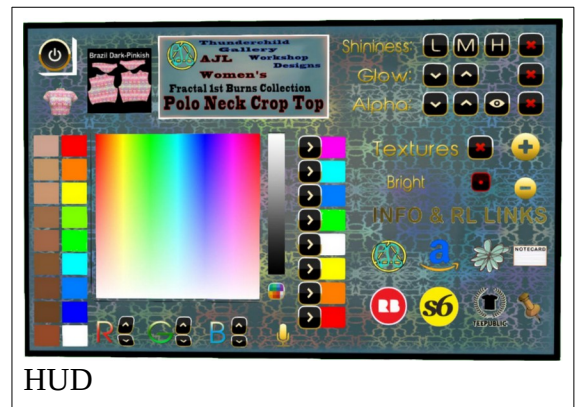 Brazil Dark-Pinkish
Thunderchild
Gallery
AJL Workshop
Designs
Women's
Fractal 1st Burns Collection
Polo Neck Crop Top
Shininess: L M H
Glow:
Alpha:
Textures
Bright
INFO & RL LINKS
a
NOTECARD
RB
s6
TEEPUBLIC
R G B
HUD